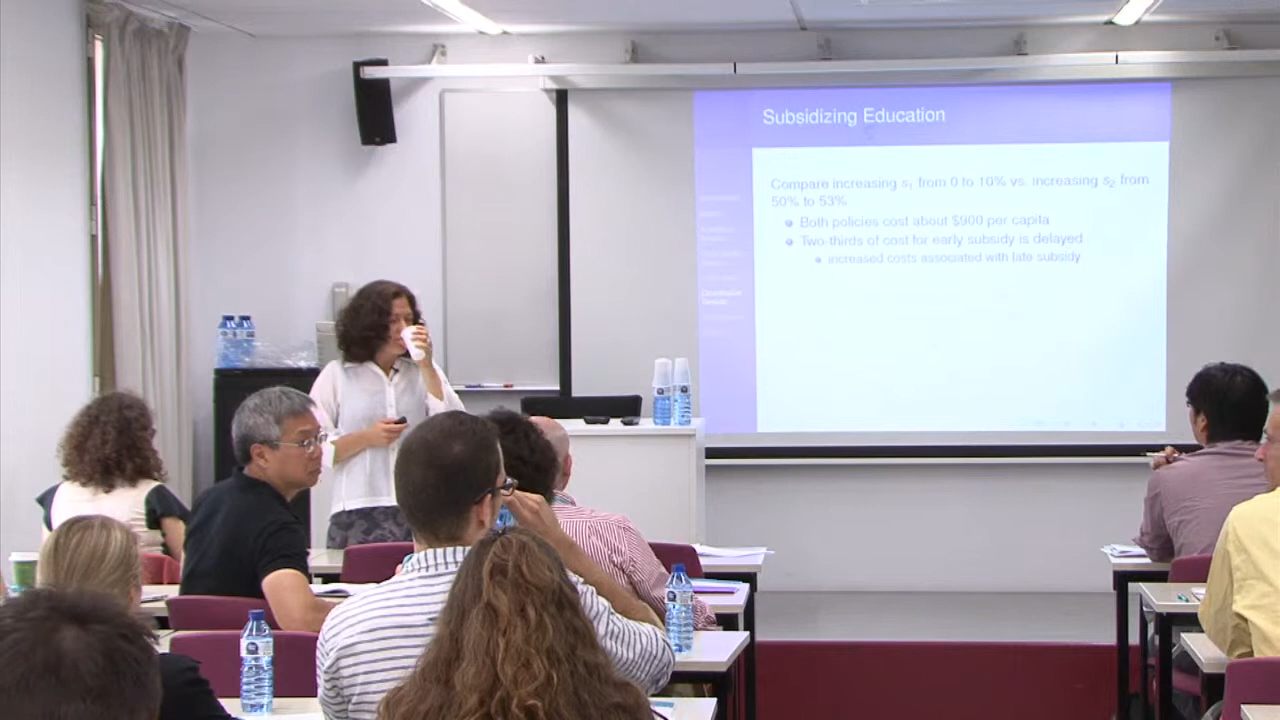 Subsidizing Education
Compare increasing s₁ from 0 to 10% vs. increasing s₂ from
50% to 53%
Both policies cost about $900 per capita
Two-thirds of cost for early subsidy is delayed
increased costs associated with late subsidy